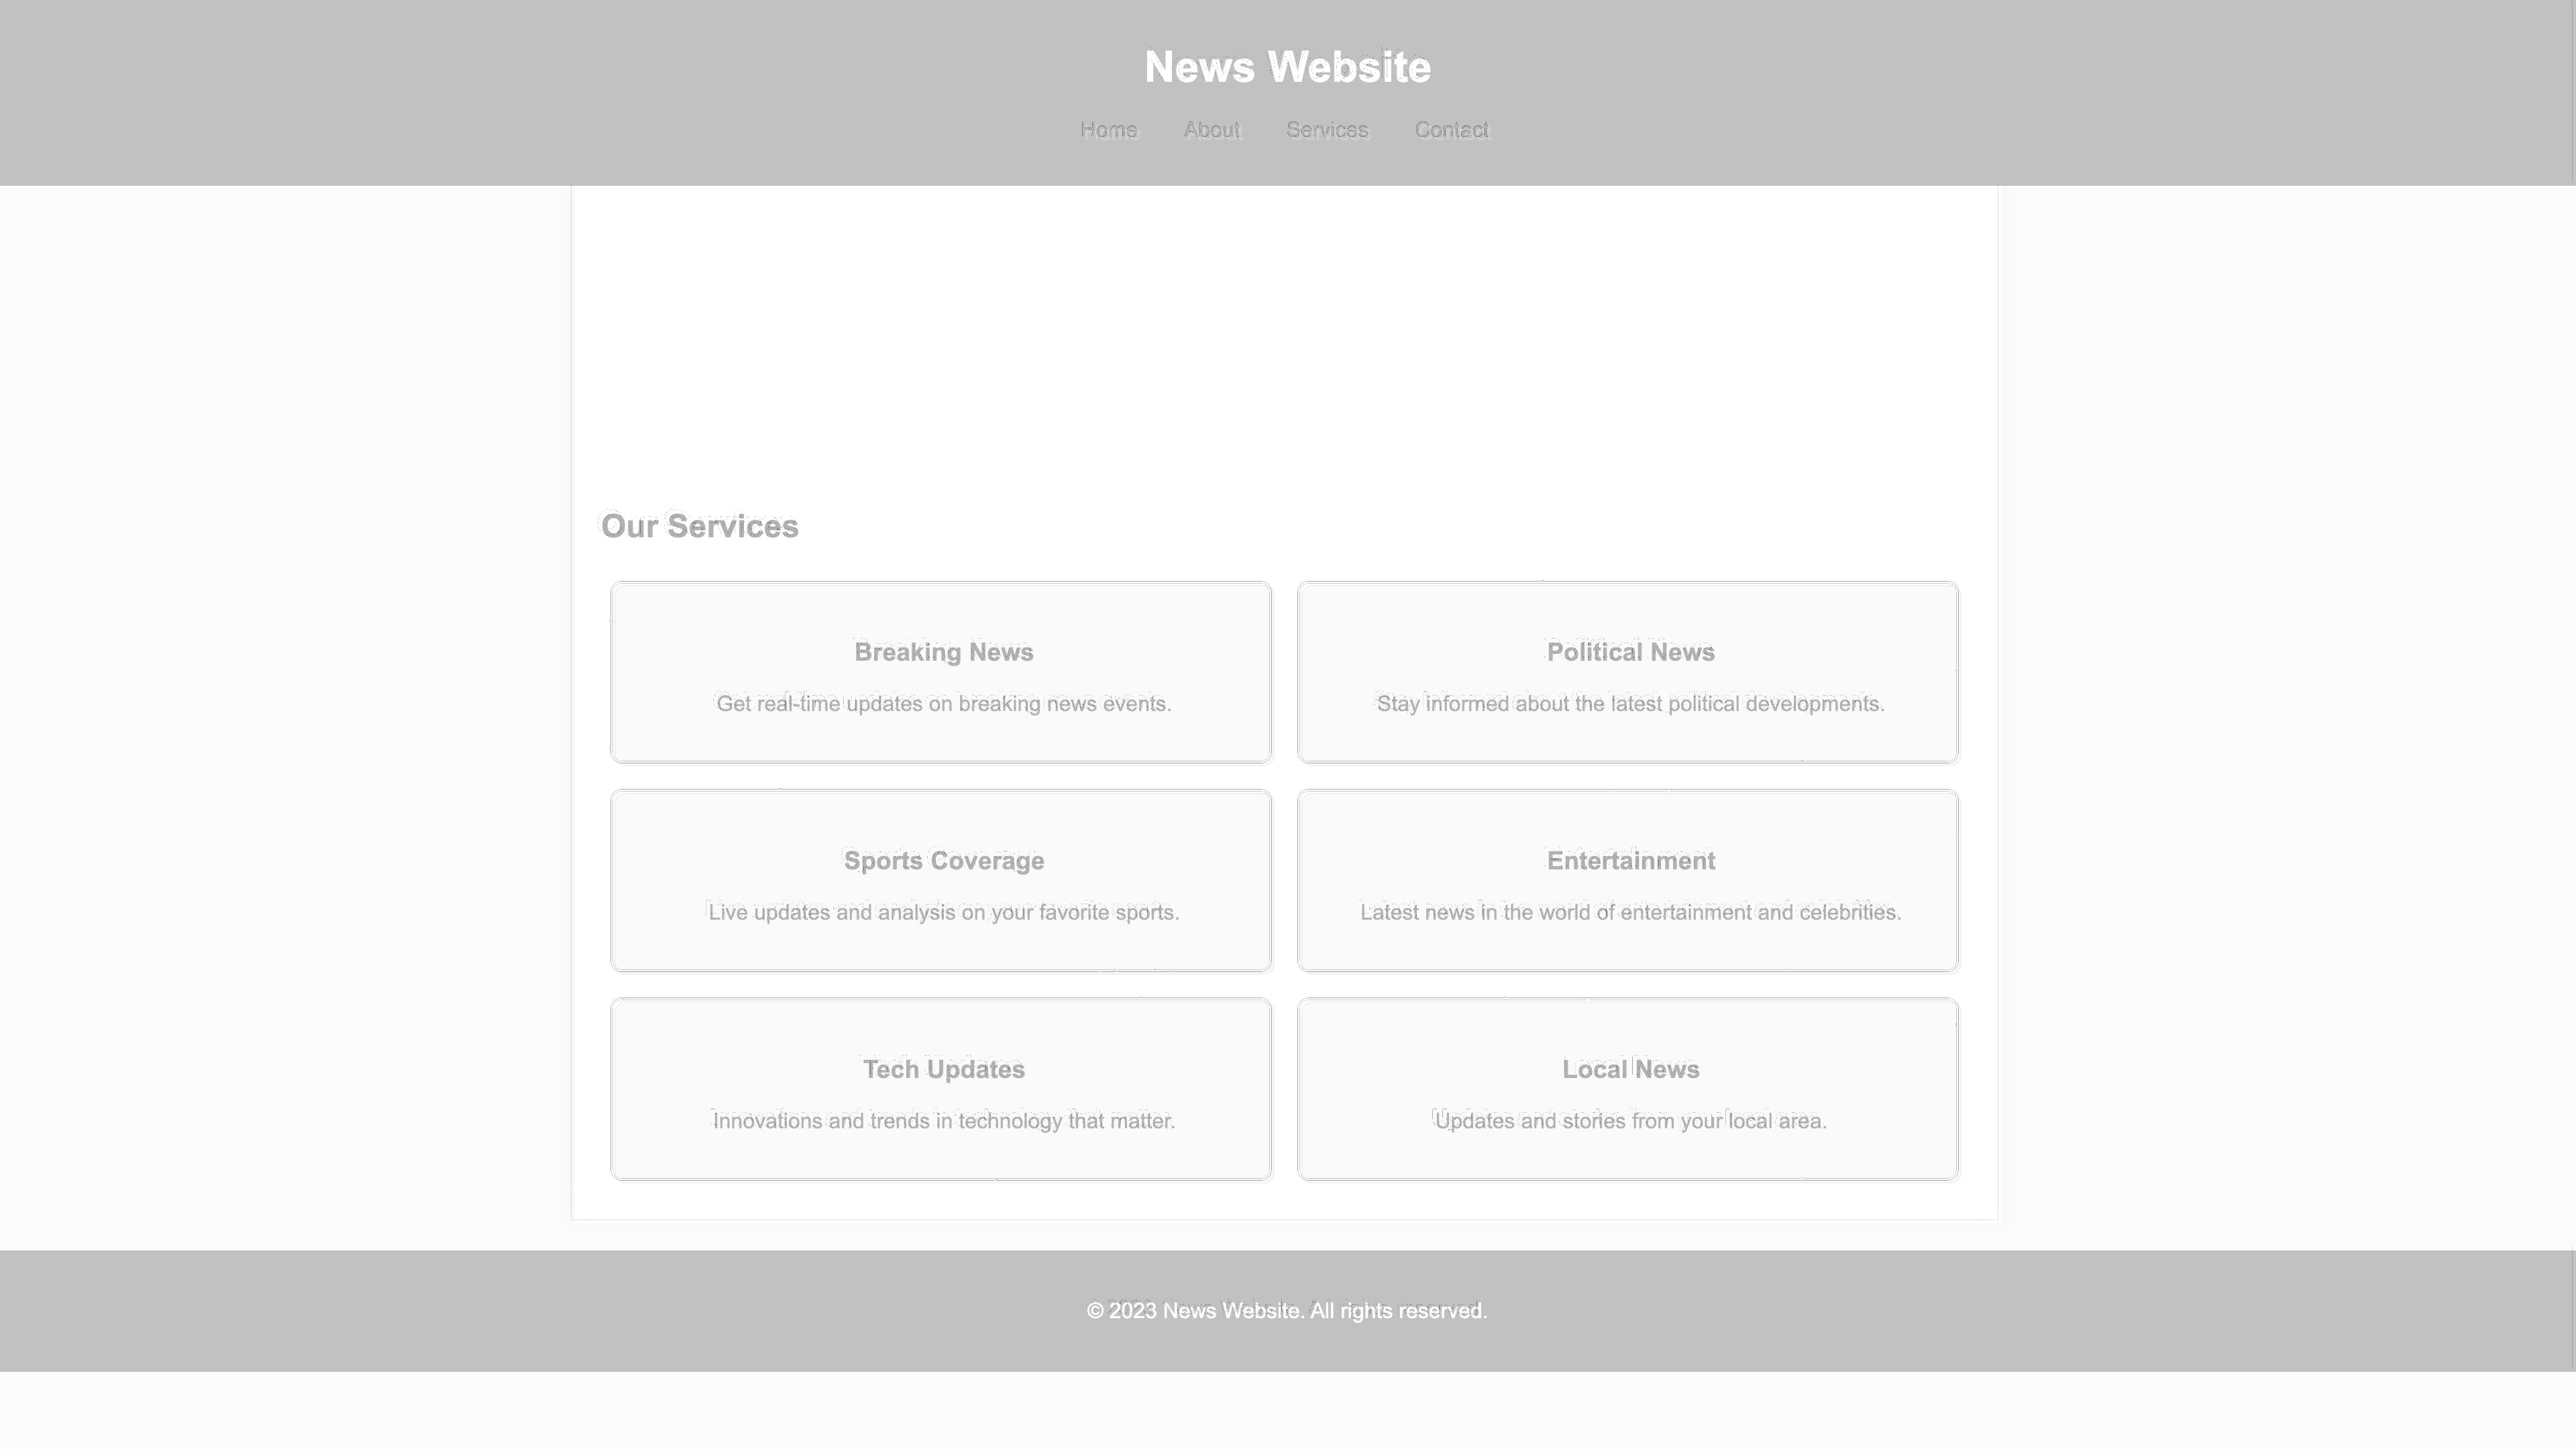 News Website
Home About Services Contact
Our Services
Breaking News
Get real-time updates on breaking news events.
Political News
Stay informed about the latest political developments.
Sports Coverage
Live updates and analysis on your favorite sports.
Entertainment
Latest news in the world of entertainment and celebrities.
Tech Updates
Innovations and trends in technology that matter.
Local News
Updates and stories from your local area.
© 2023 News Website. All rights reserved.